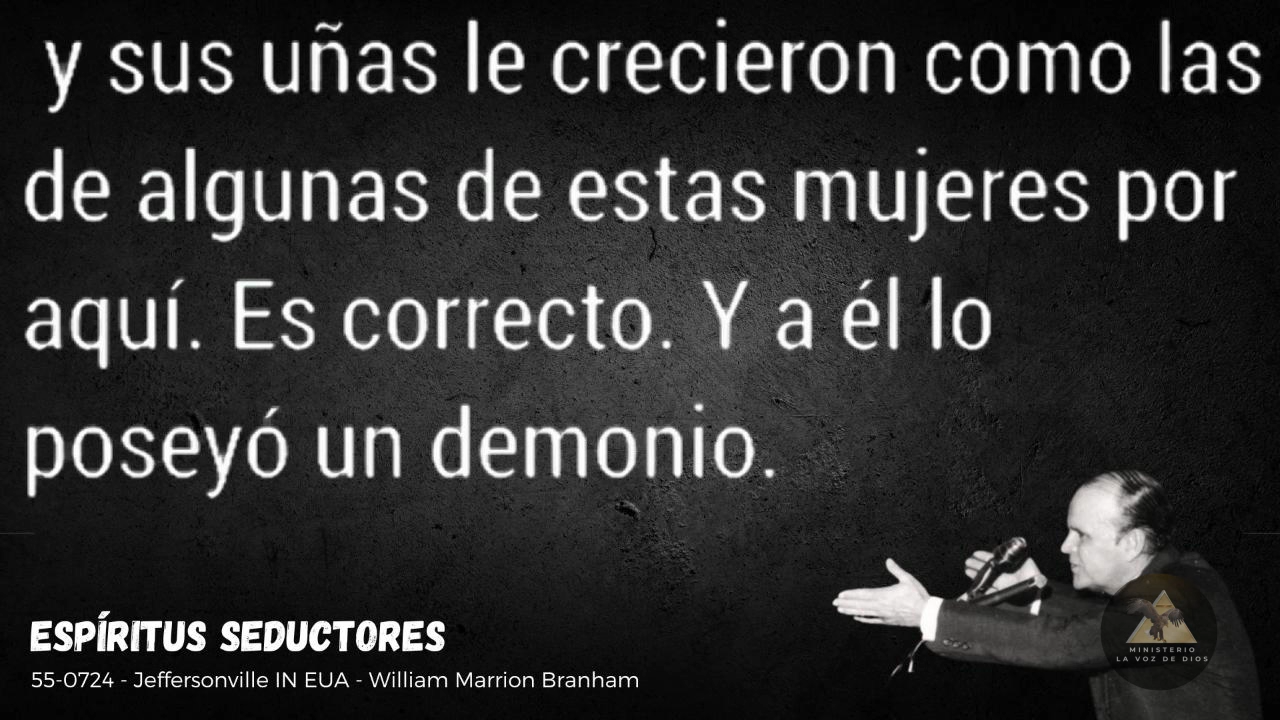 y sus uñas le crecieron como las
de algunas de estas mujeres por
aquí. Es correcto. Y a él lo
poseyó un demonio.
ESPÍRITUS SEDUCTORES
55-0724 - Jeffersonville IN EUA - William Marrion Branham
MINISTERIO
LA VOZ DE DIOS